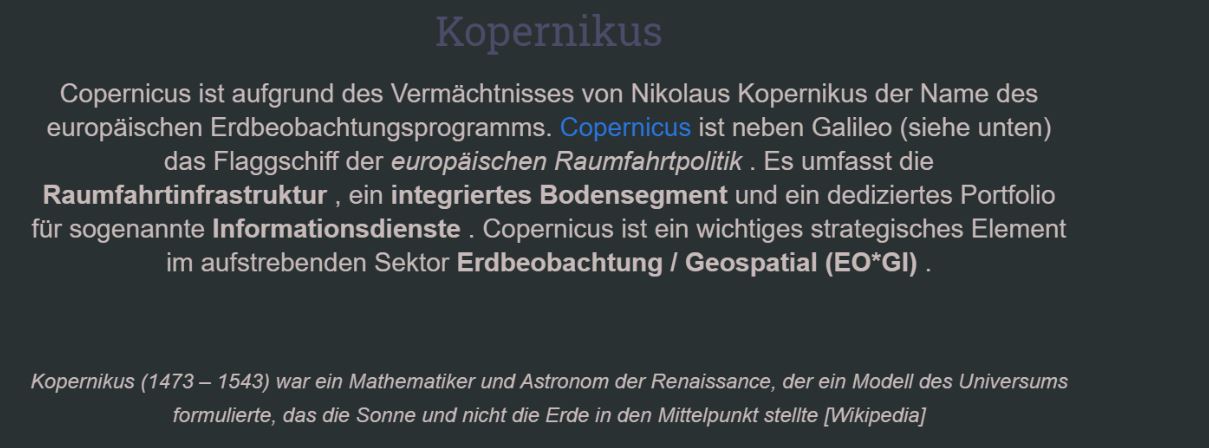 Kopernikus
Copernicus ist aufgrund des Vermächtnisses von Nikolaus Kopernikus der Name des
europäischen Erdbeobachtungsprogramms. Copernicus ist neben Galileo (siehe unten)
das Flaggschiff der europäischen Raumfahrtpolitik . Es umfasst die
Raumfahrtinfrastruktur , ein integriertes Bodensegment und ein dediziertes Portfolio
für sogenannte Informationsdienste . Copernicus ist ein wichtiges strategisches Element
im aufstrebenden Sektor Erdbeobachtung / Geospatial (EO*GI) .
Kopernikus (1473 – 1543) war ein Mathematiker und Astronom der Renaissance, der ein Modell des Universums
formulierte, das die Sonne und nicht die Erde in den Mittelpunkt stellte [Wikipedia]